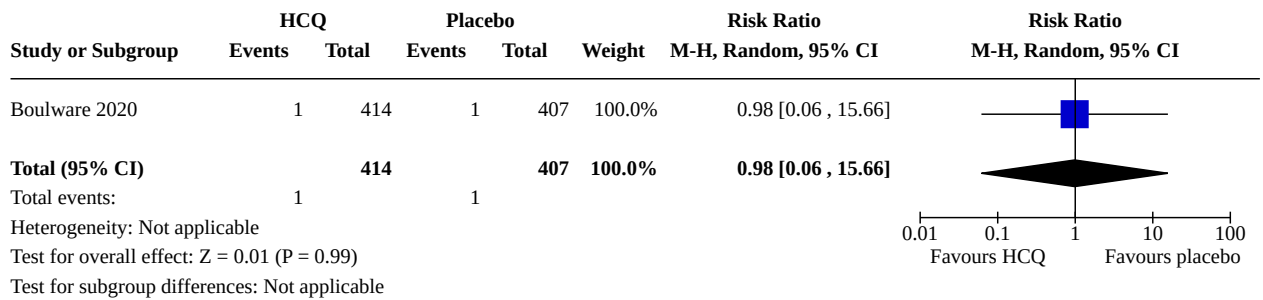 HCQ Placebo Risk Ratio Risk Ratio
Study or Subgroup Events Total Events Total Weight M-H, Random, 95% CI M-H, Random, 95% CI
Boulware 2020 1 414 1 407 100.0% 0.98 [0.06 , 15.66]
Total (95% CI) 414 407 100.0% 0.98 [0.06 , 15.66]
Total events: 1 1
Heterogeneity: Not applicable
0.01 0.1 1 10 100
Test for overall effect: Z = 0.01 (P = 0.99) Favours HCQ Favours placebo
Test for subgroup differences: Not applicable